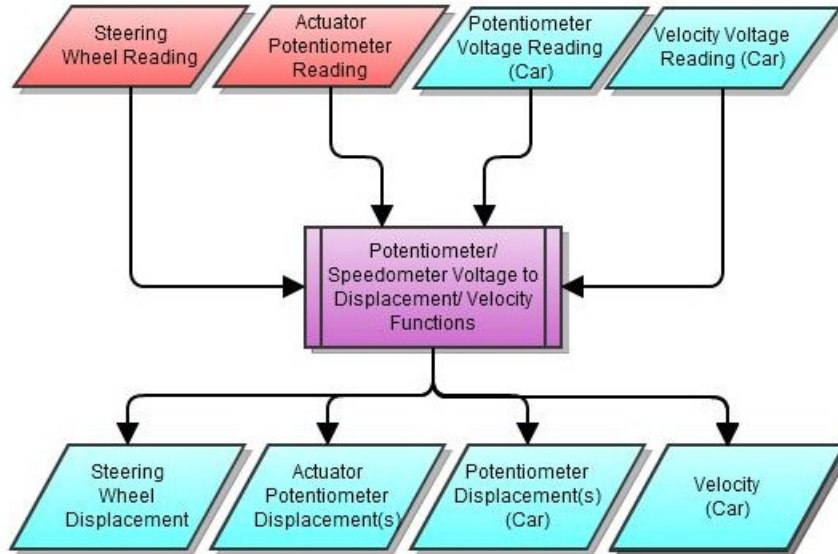 Steering
Wheel Reading
Actuator
Potentiometer
Reading
Potentiometer
Voltage Reading
(Car)
Velocity Voltage
Reading (Car)
Potentiometer/
Speedometer Voltage to
Displacement/ Velocity
Functions
Steering
Wheel
Displacement
Actuator
Potentiometer
Displacement(s)
Potentiometer
Displacement(s)
(Car)
Velocity
(Car)